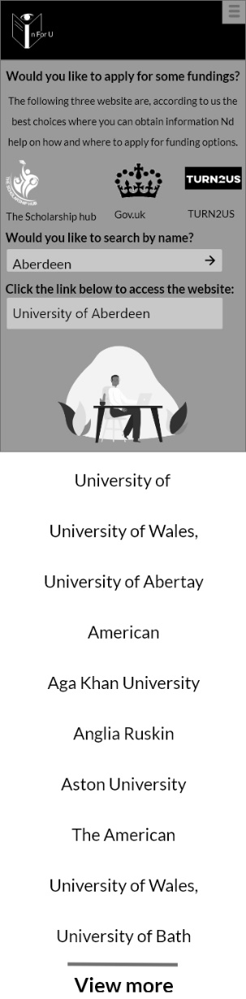 n For U
Would you like to apply for some fundings?
The following three website are, according to us the
best choices where you can obtain information Nd
help on how and where to apply for funding options.
THE SCHOLARSHIP HUB
TURN2US
The Scholarship hub
Gov.uk
TURN2US
Would you like to search by name?
Aberdeen
Click the link below to access the website:
University of Aberdeen
University of
University of Wales,
University of Abertay
American
Aga Khan University
Anglia Ruskin
Aston University
The American
University of Wales,
University of Bath
View more